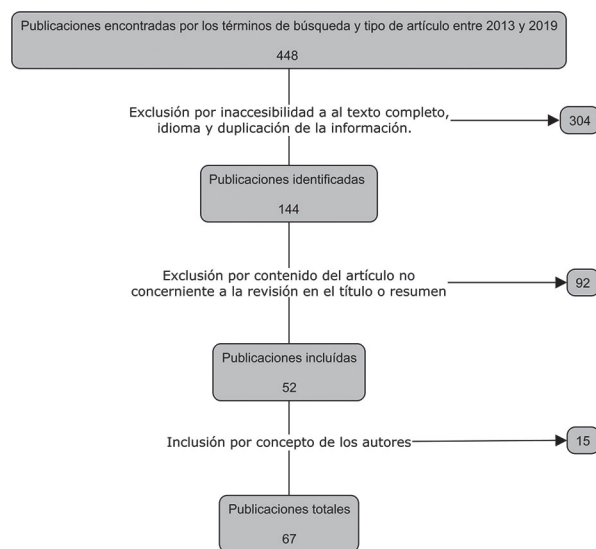 Publicaciones encontradas por los términos de búsqueda y tipo de artículo entre 2013 y 2019
448
Exclusión por inaccesibilidad a al texto completo,
idioma y duplicación de la información.
304
Publicaciones identificadas
144
Exclusión por contenido del artículo no
concerniente a la revisión en el título o resumen
92
Publicaciones incluídas
52
Inclusión por concepto de los autores
15
Publicaciones totales
67